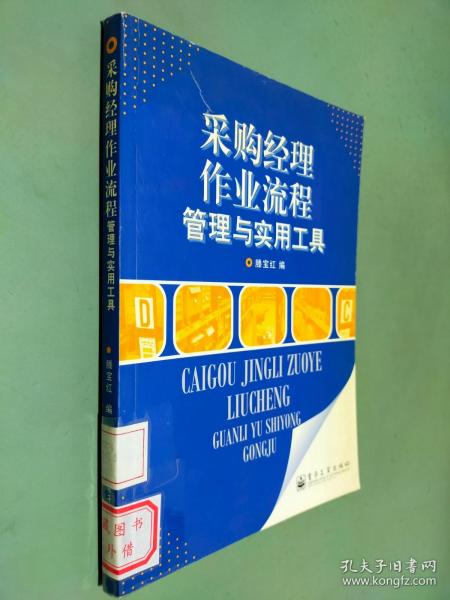 采购经理作业流程 管理与实用工具
滕宝红 编
采购经理
作业流程
管理与实用工具
滕宝红 编
D
C
CAIGOU JINGLI ZUOYE
LIUCHENG
GUANLI YU SHIYONG
GONGJU
电子工业出版社
藏图书
外借
孔夫子旧书网
www.kongfz.com